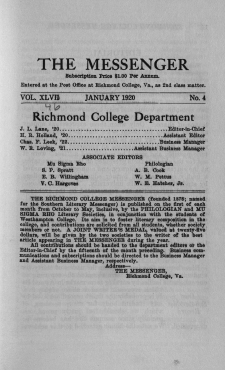 THE MESSENGER
Subscription Price $1.00 Per Annum.
Entered at the Post Office at Richmond College, Va., as 2nd class matter.
VOL. XLVII JANUARY 1920 No. 4
46
Richmond College Department
J. L. Lane, '20 Editor-in-Chief
H. R. Holland, '20 Assistant Editor
Chas. F. Leek, '22 Business Manager
W. B. Loving, '21 Assistant Business Manager
ASSOCIATE EDITORS
Mu Sigma Rho Philologian
S. F. Spratt A. B. Cook
E. B. Willingham W. M. Pettus
V. C. Hargroves W. E. Hatcher, Jr.
THE RICHMOND COLLEGE MESSENGER (founded 1878; named
for the Southern Literary Messenger) is published on the first of each
month from October to May, inclusive, by the PHILOLOGIAN and MU
SIGMA RHO Literary Societies, in conjunction with the students of
Westhampton College. Its aim is to foster literary composition in the
college, and contributions are solicited from all students, whether society
members or not. A JOINT WRITER'S MEDAL, valued at twenty-five
dollars, will be given by the two societies to the writer of the best
article appearing in THE MESSENGER during the year.
All contributions should be handed to the department editors or the
Editor-in-Chief by the fifteenth of the month preceding. Business com-
munications and subscriptions should be directed to the Business Manager
and Assistant Business Manager, respectively.
Address—
THE MESSENGER,
Richmond College, Va.